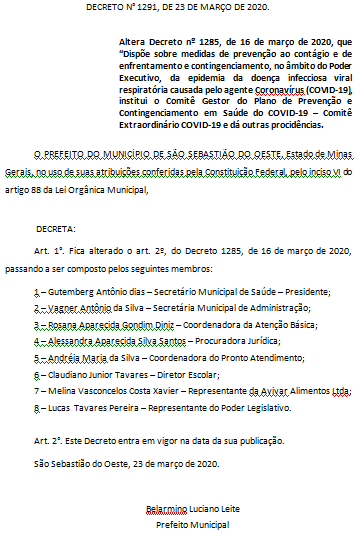 DECRETO N° 1291, DE 23 DE MARÇO DE 2020.
Altera Decreto nº 1285, de 16 de março de 2020, que
"Dispõe sobre medidas de prevenção ao contágio e de
enfrentamento e contingenciamento, no âmbito do Poder
Executivo, da epidemia da doença infecciosa viral
respiratória causada pelo agente Coronavírus (COVID-19),
institui o Comitê Gestor do Plano de Prevenção e
Contingenciamento em Saúde do COVID-19 – Comitê
Extraordinário COVID-19 e dá outras procidências.
O PREFEITO DO MUNICÍPIO DE SÃO SEBASTIÃO DO OESTE, Estado de Minas
Gerais, no uso de suas atribuições conferidas pela Constituição Federal, pelo inciso VI do
artigo 88 da Lei Orgânica Municipal,
DECRETA:
Art. 1°. Fica alterado o art. 2º, do Decreto 1285, de 16 de março de 2020,
passando a ser composto pelos seguintes membros:
1 – Gutemberg Antônio dias – Secretário Municipal de Saúde – Presidente;
2 – Vagner Antônio da Silva – Secretária Municipal de Administração;
3 – Rosana Aparecida Gondim Diniz – Coordenadora da Atenção Básica;
4 – Alessandra Aparecida Silva Santos – Procuradora Jurídica;
5 – Andréia Maria da Silva – Coordenadora do Pronto Atendimento;
6 – Claudiano Junior Tavares – Diretor Escolar;
7 – Melina Vasconcelos Costa Xavier – Representante da Avivar Alimentos Ltda;
8 – Lucas Tavares Pereira – Representante do Poder Legislativo.
Art. 2°. Este Decreto entra em vigor na data da sua publicação.
São Sebastião do Oeste, 23 de março de 2020.
Belarmino Luciano Leite
Prefeito Municipal